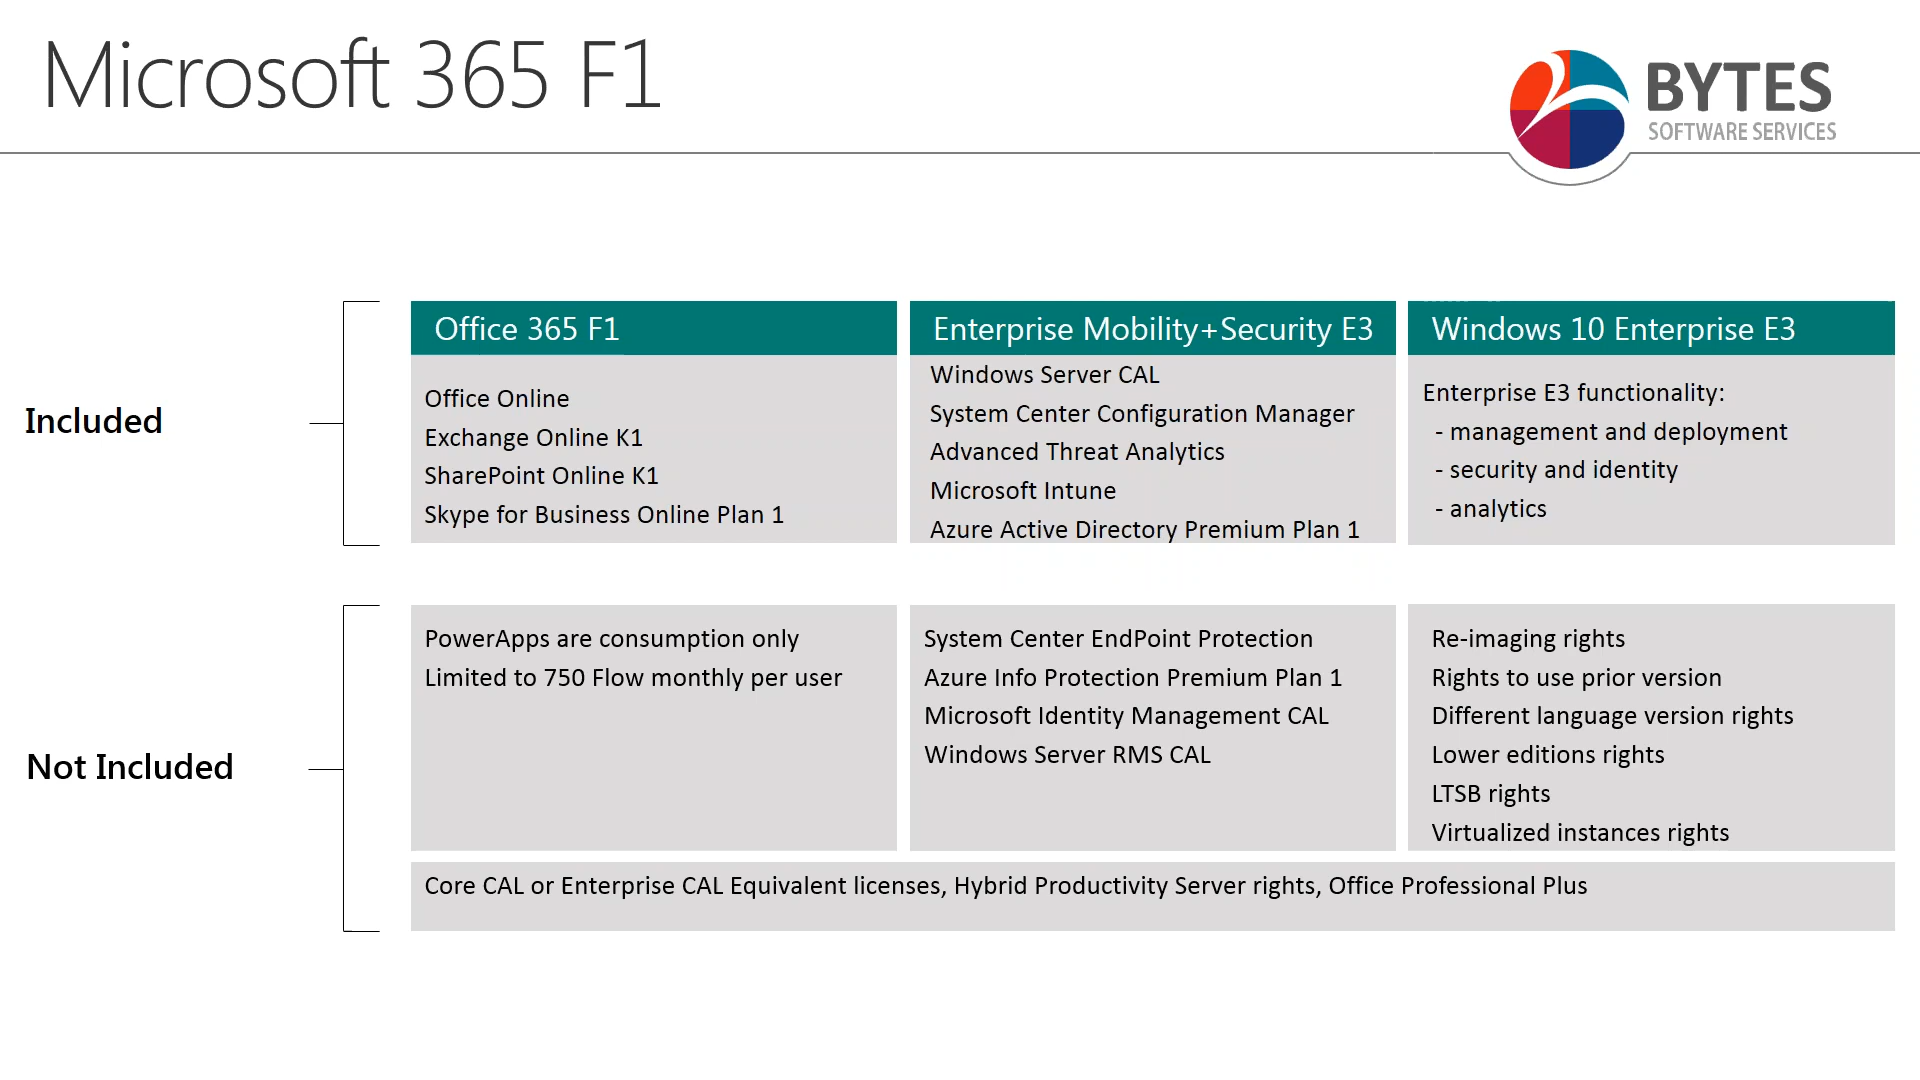 Microsoft 365 F1
BYTES
SOFTWARE SERVICES
Included
Office 365 F1
Office Online
Exchange Online K1
SharePoint Online K1
Skype for Business Online Plan 1
Enterprise Mobility+Security E3
Windows Server CAL
System Center Configuration Manager
Advanced Threat Analytics
Microsoft Intune
Azure Active Directory Premium Plan 1
Windows 10 Enterprise E3
Enterprise E3 functionality:
- management and deployment
- security and identity
- analytics
Not Included
PowerApps are consumption only
Limited to 750 Flow monthly per user
System Center EndPoint Protection
Azure Info Protection Premium Plan 1
Microsoft Identity Management CAL
Windows Server RMS CAL
Re-imaging rights
Rights to use prior version
Different language version rights
Lower editions rights
LTSB rights
Virtualized instances rights
Core CAL or Enterprise CAL Equivalent licenses, Hybrid Productivity Server rights, Office Professional Plus